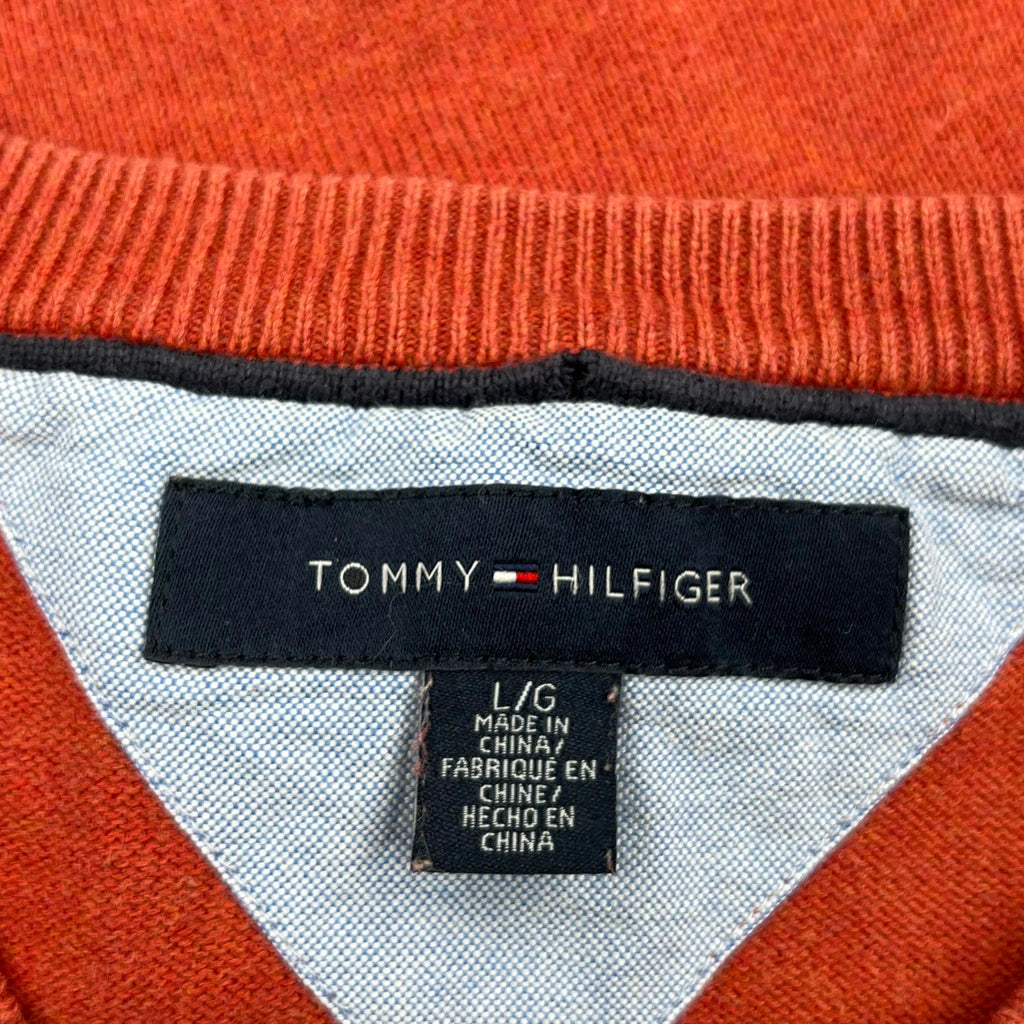 TOMMY HILFIGER
L/G
MADE IN
CHINA/
FABRIQUÉ EN
CHINE/
HECHO EN
CHINA